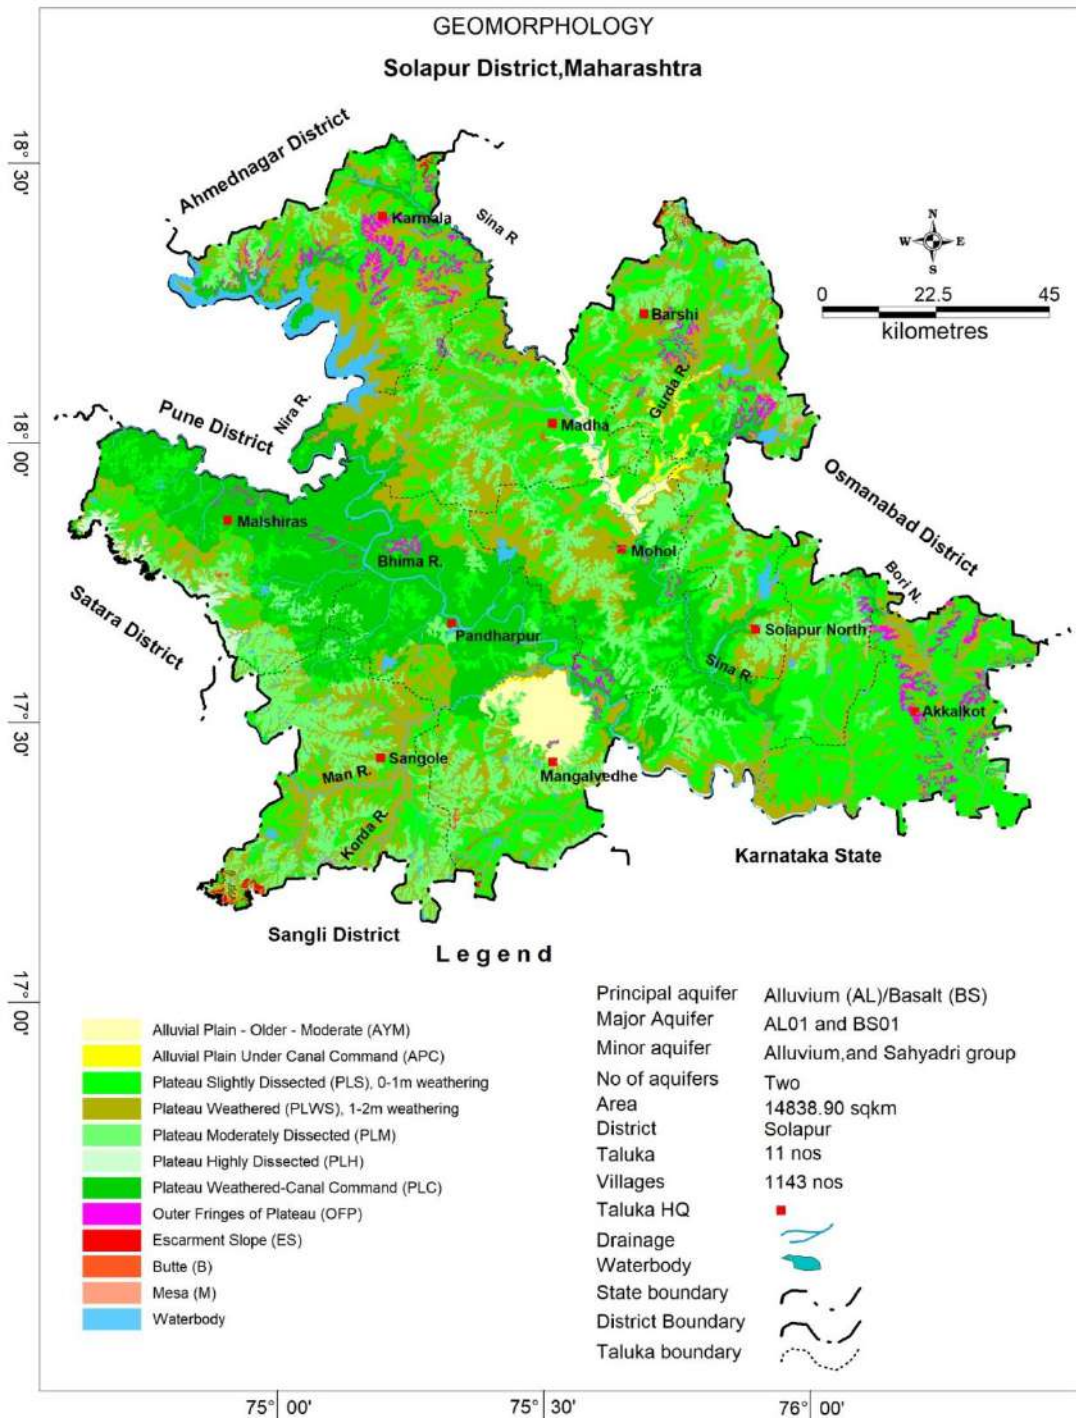 GEOMORPHOLOGY
Solapur District,Maharashtra
18° 30'
Ahmednagar District
Karmala
Sina R
N
W E
S
0 22.5 45
kilometres
Barshi
Gurda R.
Nira R.
Pune District
18° 00'
Madha
Osmanabad District
Malshiras
Bhima R.
Mohol
Bori N.
Satara District
Pandharpur
Solapur North
Sina R.
17° 30'
Akkalkot
Sangole
Man R.
Mangalvedhe
Korda R.
Karnataka State
Sangli District
Legend
17° 00'
Alluvial Plain - Older - Moderate (AYM)
Alluvial Plain Under Canal Command (APC)
Plateau Slightly Dissected (PLS), 0-1m weathering
Plateau Weathered (PLWS), 1-2m weathering
Plateau Moderately Dissected (PLM)
Plateau Highly Dissected (PLH)
Plateau Weathered-Canal Command (PLC)
Outer Fringes of Plateau (OFP)
Escarment Slope (ES)
Butte (B)
Mesa (M)
Waterbody
Principal aquifer Alluvium (AL)/Basalt (BS)
Major Aquifer AL01 and BS01
Minor aquifer Alluvium,and Sahyadri group
No of aquifers Two
Area 14838.90 sqkm
District Solapur
Taluka 11 nos
Villages 1143 nos
Taluka HQ
Drainage
Waterbody
State boundary
District Boundary
Taluka boundary
75° 00' 75° 30' 76° 00'